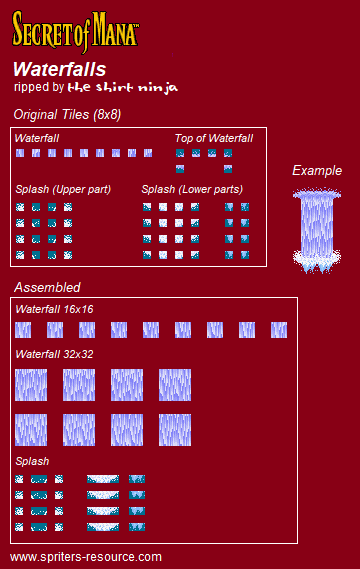 Secret of Mana™
Waterfalls
ripped by the shirt ninja
Original Tiles (8x8)
Waterfall
Top of Waterfall
Splash (Upper part)
Splash (Lower parts)
Example
Assembled
Waterfall 16x16
Waterfall 32x32
Splash
www.spriters-resource.com